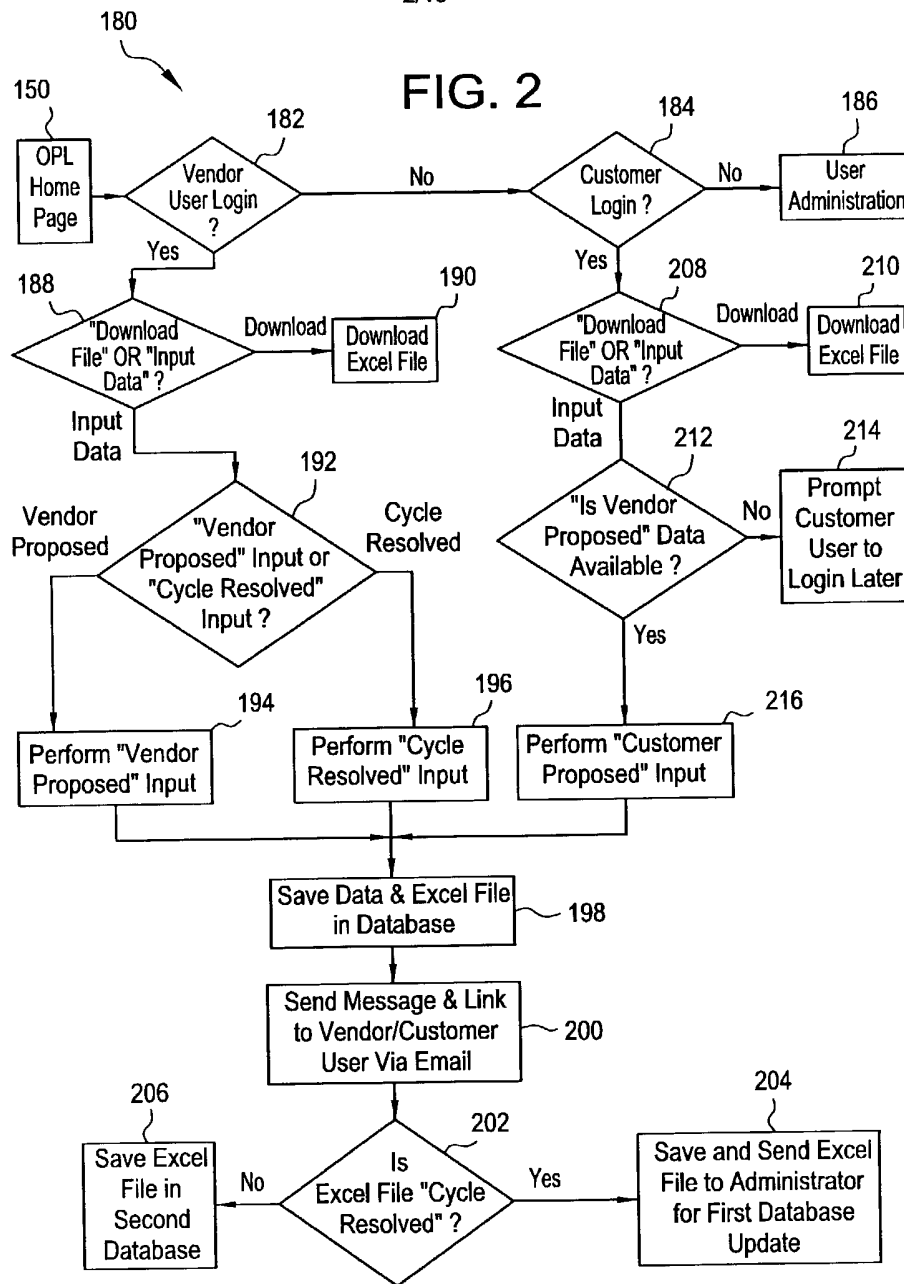 180
FIG. 2
150
OPL
Home
Page
182
Vendor
User Login
?
No
184
Customer
Login ?
No
186
User
Administration
Yes
Yes
188
"Download
File" OR "Input
Data" ?
Download
190
Download
Excel File
208
"Download
File" OR "Input
Data" ?
Download
210
Download
Excel File
Input
Data
Input
Data
192
"Vendor
Proposed" Input or
"Cycle Resolved"
Input ?
Vendor
Proposed
Cycle
Resolved
212
"Is Vendor
Proposed" Data
Available ?
No
214
Prompt
Customer
User to
Login Later
Yes
194
Perform "Vendor
Proposed" Input
196
Perform "Cycle
Resolved" Input
216
Perform "Customer
Proposed" Input
Save Data & Excel File
in Database
198
Send Message & Link
to Vendor/Customer
User Via Email
200
202
Is
Excel File "Cycle
Resolved" ?
No
206
Save Excel
File in
Second
Database
Yes
204
Save and Send Excel
File to Administrator
for First Database
Update